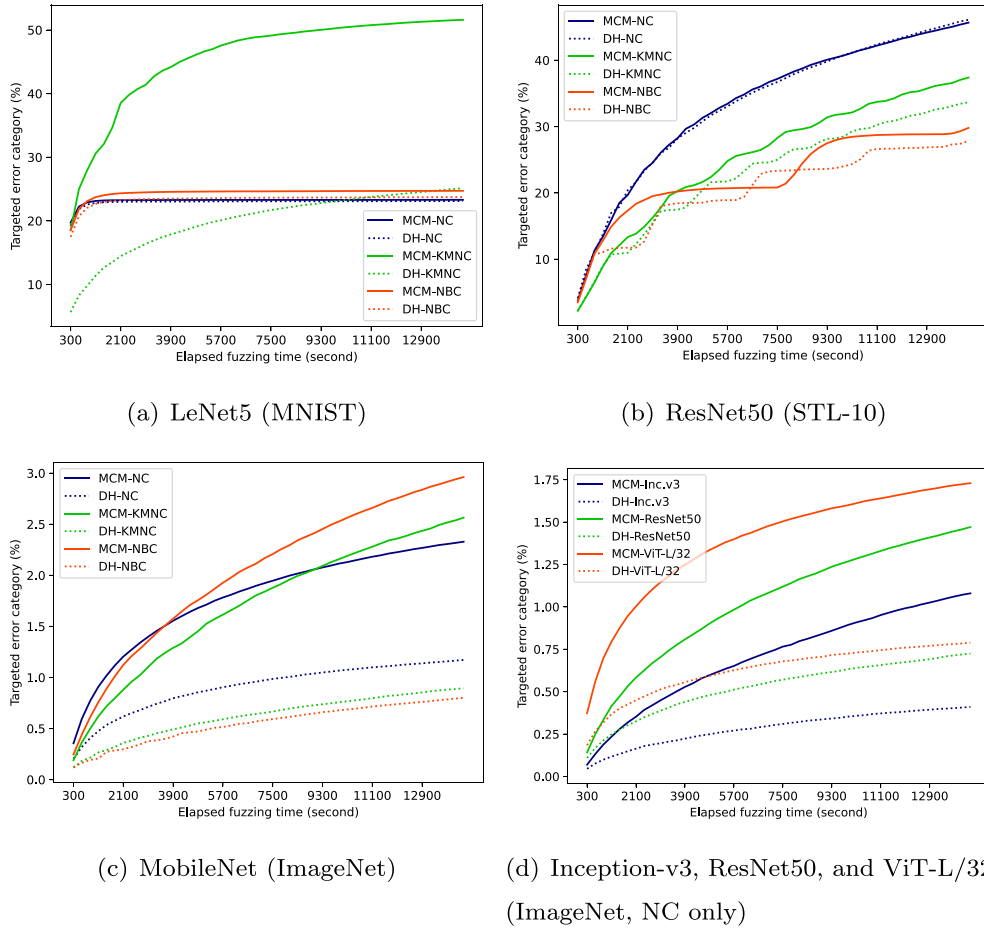 50
40
30
20
10
Targeted error category (%)
MCM-NC
DH-NC
MCM-KMNC
DH-KMNC
MCM-NBC
DH-NBC
300 2100 3900 5700 7500 9300 11100 12900
Elapsed fuzzing time (second)
(a) LeNet5 (MNIST)
40
30
20
10
Targeted error category (%)
MCM-NC
DH-NC
MCM-KMNC
DH-KMNC
MCM-NBC
DH-NBC
300 2100 3900 5700 7500 9300 11100 12900
Elapsed fuzzing time (second)
(b) ResNet50 (STL-10)
3.0
2.5
2.0
1.5
1.0
0.5
0.0
Targeted error category (%)
MCM-NC
DH-NC
MCM-KMNC
DH-KMNC
MCM-NBC
DH-NBC
300 2100 3900 5700 7500 9300 11100 12900
Elapsed fuzzing time (second)
(c) MobileNet (ImageNet)
1.75
1.50
1.25
1.00
0.75
0.50
0.25
0.00
Targeted error category (%)
MCM-Inc.v3
DH-Inc.v3
MCM-ResNet50
DH-ResNet50
MCM-ViT-L/32
DH-ViT-L/32
300 2100 3900 5700 7500 9300 11100 12900
Elapsed fuzzing time (second)
(d) Inception-v3, ResNet50, and ViT-L/32
(ImageNet, NC only)